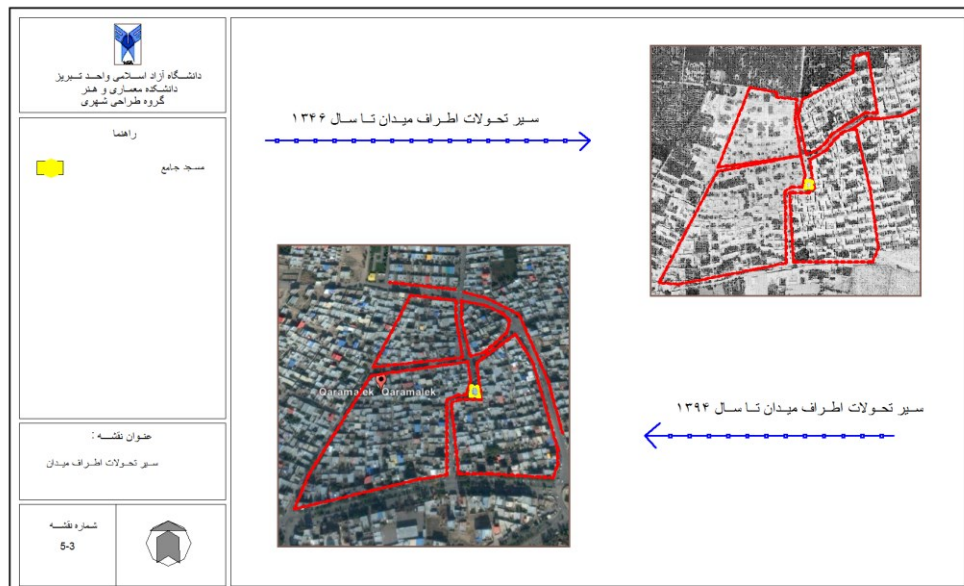 دانشگاه آزاد اسلامی واحد تبریز
دانشکده معماری و هنر
گروه طراحی شهری
راهنما
مسجد جامع
سیر تحولات اطراف میدان تا سال ۱۳۴۶
Qaramalek Qaramalek
سیر تحولات اطراف میدان تا سال ۱۳۹۴
عنوان نقشه :
سیر تحولات اطراف میدان
شماره نقشه
5-3